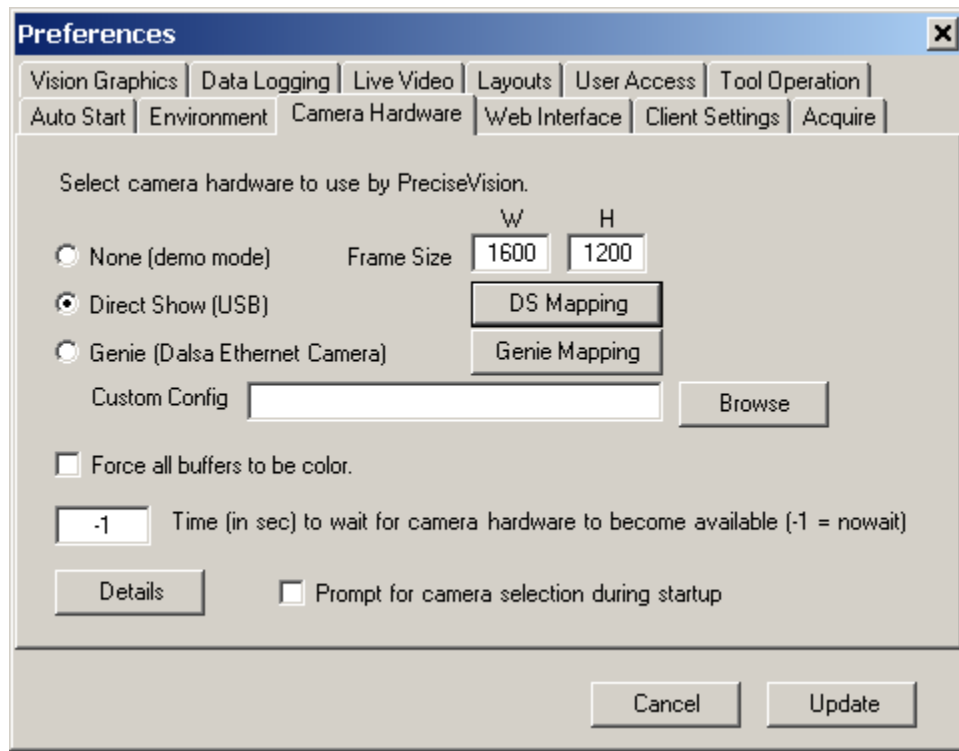 Preferences
Vision Graphics Data Logging Live Video Layouts User Access Tool Operation
Auto Start Environment Camera Hardware Web Interface Client Settings Acquire
Select camera hardware to use by PreciseVision.
W H
None (demo mode) Frame Size 1600 1200
Direct Show (USB) DS Mapping
Genie (Dalsa Ethernet Camera) Genie Mapping
Custom Config Browse
Force all buffers to be color.
-1 Time (in sec) to wait for camera hardware to become available (-1 = nowait)
Details Prompt for camera selection during startup
Cancel Update